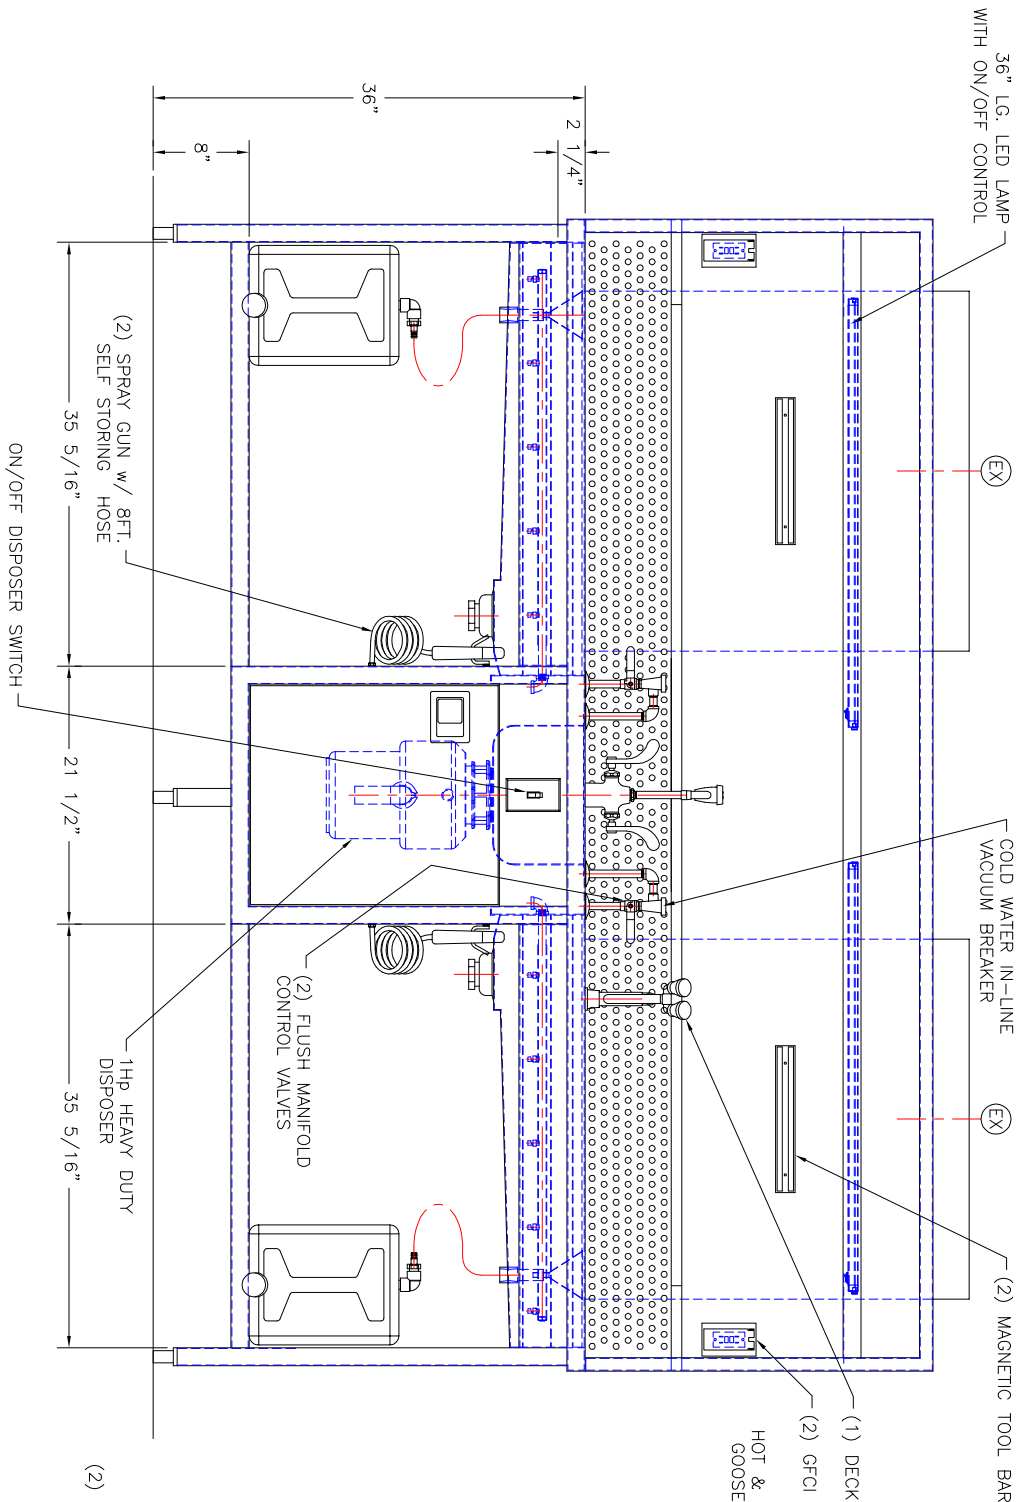 36" LG. LED LAMP
WITH ON/OFF CONTROL
EX
COLD WATER IN-LINE
VACUUM BREAKER
EX
(2) MAGNETIC TOOL BAR
(1) DECK
(2) GFCI
HOT &
GOOSE
36"
2 1/4"
8"
(2) SPRAY GUN w/ 8FT.
SELF STORING HOSE
35 5/16"
ON/OFF DISPOSER SWITCH
21 1/2"
(2) FLUSH MANIFOLD
CONTROL VALVES
1Hp HEAVY DUTY
DISPOSER
35 5/16"
(2)